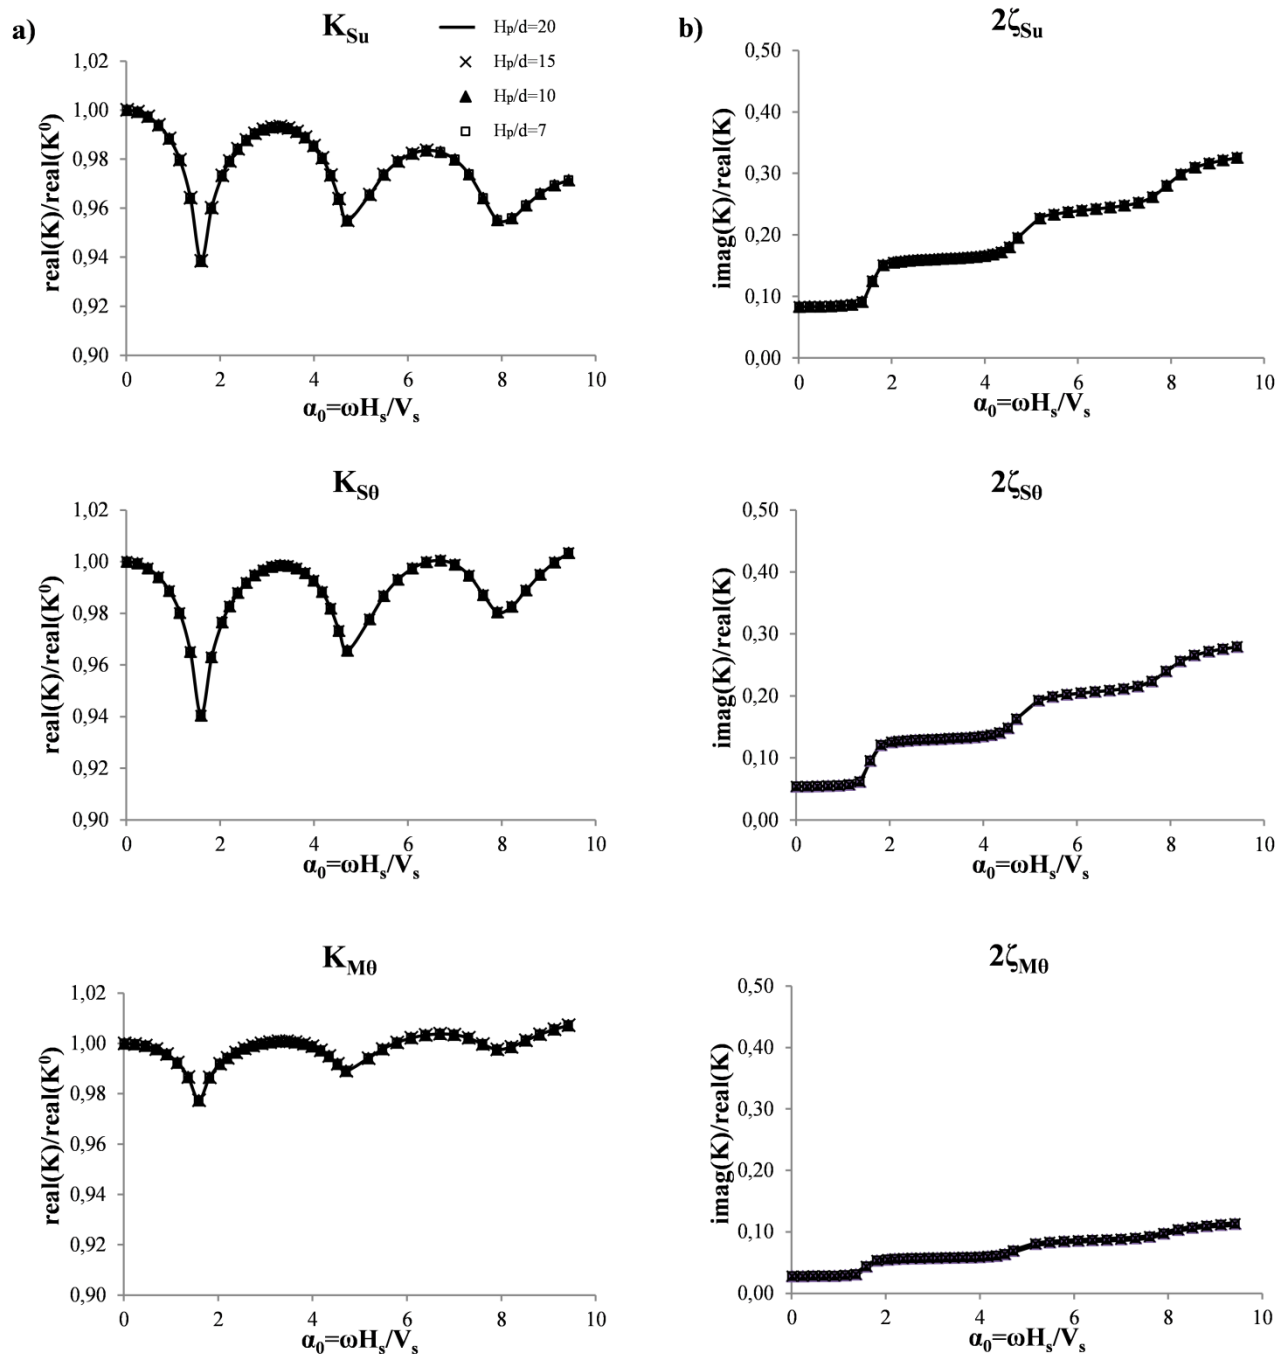 a)
K_Su
H_p/d=20
H_p/d=15
H_p/d=10
H_p/d=7
real(K)/real(K⁰)
1,02
1,00
0,98
0,96
0,94
0,92
0,90
0 2 4 6 8 10
α₀=ωH_s/V_s
b)
2ζ_Su
imag(K)/real(K)
0,50
0,40
0,30
0,20
0,10
0,00
0 2 4 6 8 10
α₀=ωH_s/V_s
K_Sθ
real(K)/real(K⁰)
1,02
1,00
0,98
0,96
0,94
0,92
0,90
0 2 4 6 8 10
α₀=ωH_s/V_s
2ζ_Sθ
imag(K)/real(K)
0,50
0,40
0,30
0,20
0,10
0,00
0 2 4 6 8 10
α₀=ωH_s/V_s
K_Mθ
real(K)/real(K⁰)
1,02
1,00
0,98
0,96
0,94
0,92
0,90
0 2 4 6 8 10
α₀=ωH_s/V_s
2ζ_Mθ
imag(K)/real(K)
0,50
0,40
0,30
0,20
0,10
0,00
0 2 4 6 8 10
α₀=ωH_s/V_s